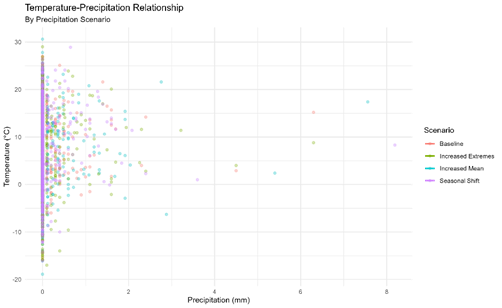 Temperature-Precipitation Relationship
By Precipitation Scenario
30
20
10
0
-10
-20
Temperature (°C)
0
2
4
6
8
Precipitation (mm)
Scenario
Baseline
Increased Extremes
Increased Mean
Seasonal Shift